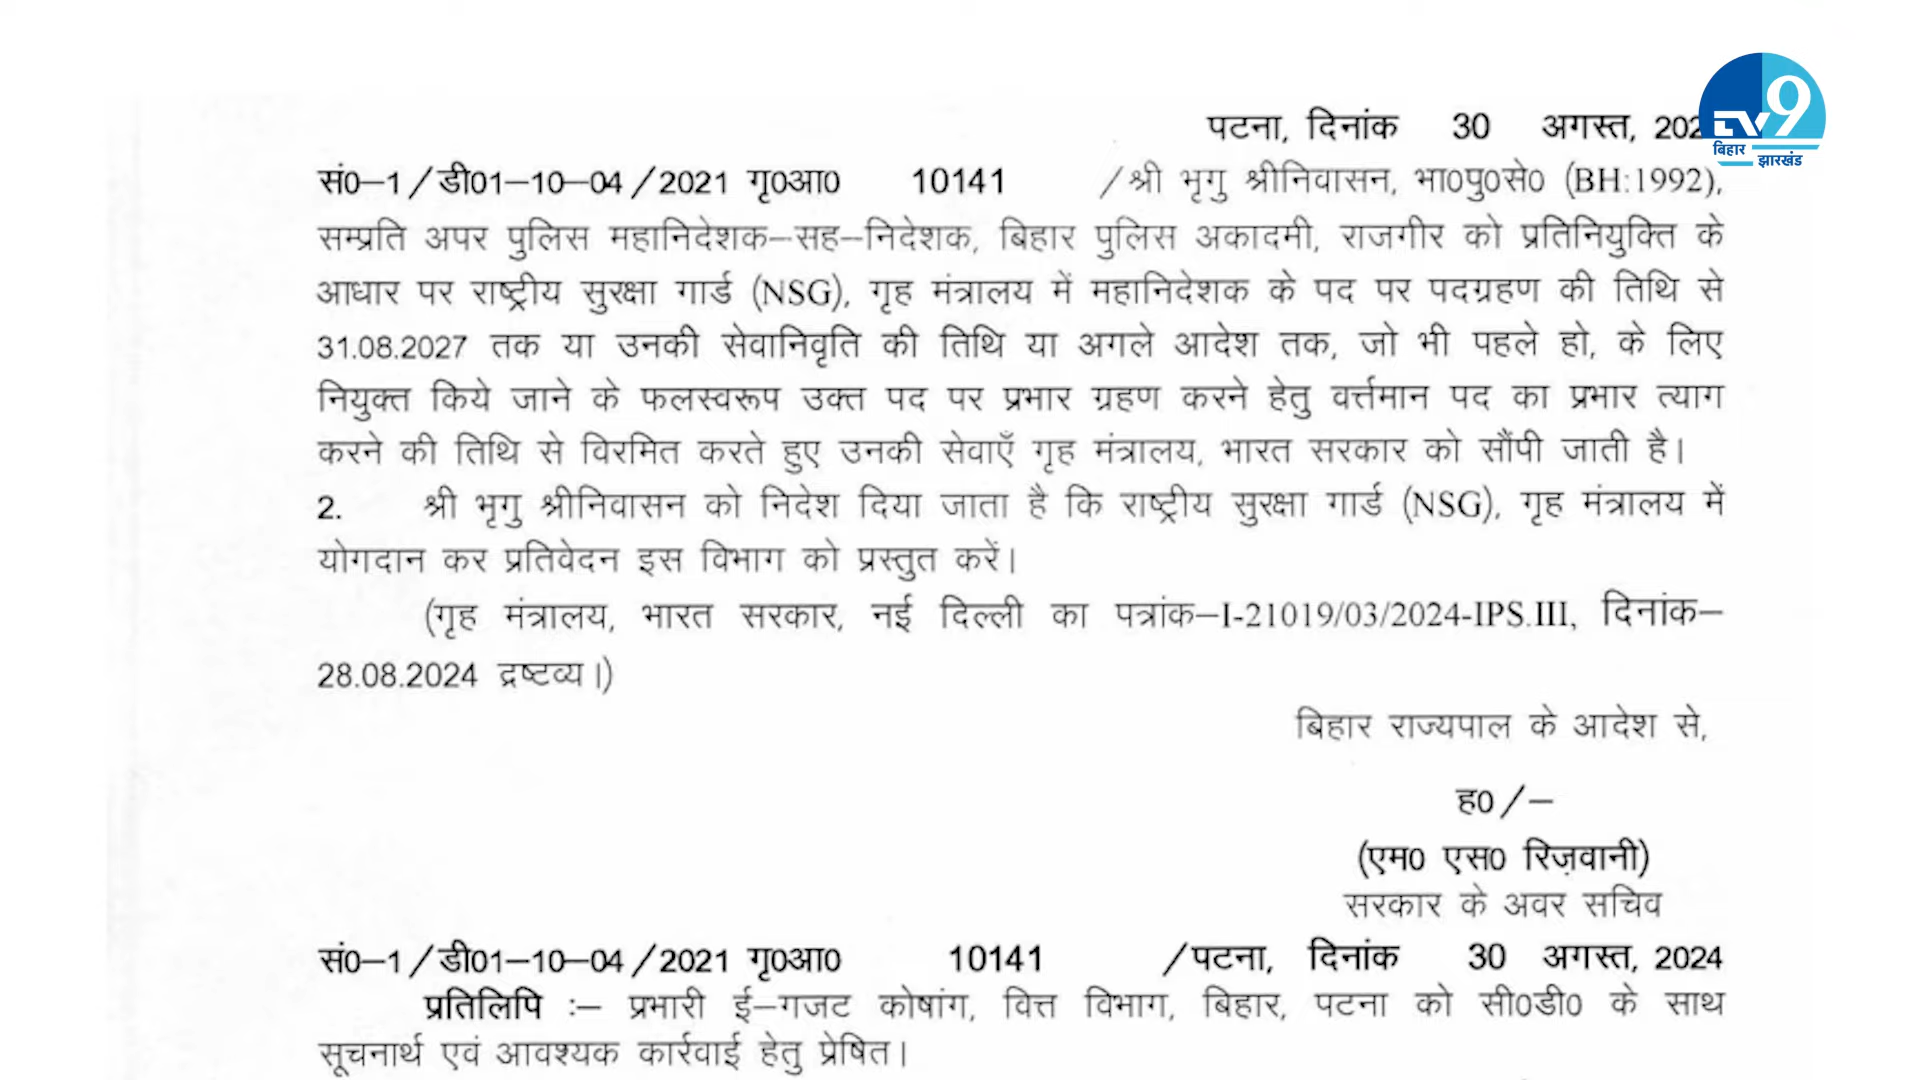 पटना, दिनांक 30 अगस्त, 202
TV9
बिहार
झारखंड
सं0–1/डी01–10–04/2021 गृ0आ0 10141 /श्री भृगु श्रीनिवासन, भा0पु0से0 (BH:1992),
सम्प्रति अपर पुलिस महानिदेशक–सह–निदेशक, बिहार पुलिस अकादमी, राजगीर को प्रतिनियुक्ति के
आधार पर राष्ट्रीय सुरक्षा गार्ड (NSG), गृह मंत्रालय में महानिदेशक के पद पर पदग्रहण की तिथि से
31.08.2027 तक या उनकी सेवानिवृति की तिथि या अगले आदेश तक, जो भी पहले हो, के लिए
नियुक्त किये जाने के फलस्वरूप उक्त पद पर प्रभार ग्रहण करने हेतु वर्त्तमान पद का प्रभार त्याग
करने की तिथि से विरमित करते हुए उनकी सेवाएँ गृह मंत्रालय, भारत सरकार को सौंपी जाती है।
2. श्री भृगु श्रीनिवासन को निदेश दिया जाता है कि राष्ट्रीय सुरक्षा गार्ड (NSG), गृह मंत्रालय में
योगदान कर प्रतिवेदन इस विभाग को प्रस्तुत करें।
(गृह मंत्रालय, भारत सरकार, नई दिल्ली का पत्रांक–I-21019/03/2024-IPS.III, दिनांक–
28.08.2024 द्रष्टव्य।)
बिहार राज्यपाल के आदेश से,
ह0/–
(एम0 एस0 रिज़वानी)
सरकार के अवर सचिव
सं0–1/डी01–10–04/2021 गृ0आ0 10141 /पटना, दिनांक 30 अगस्त, 2024
प्रतिलिपि :– प्रभारी ई–गजट कोषांग, वित्त विभाग, बिहार, पटना को सी0डी0 के साथ
सूचनार्थ एवं आवश्यक कार्रवाई हेतु प्रेषित।